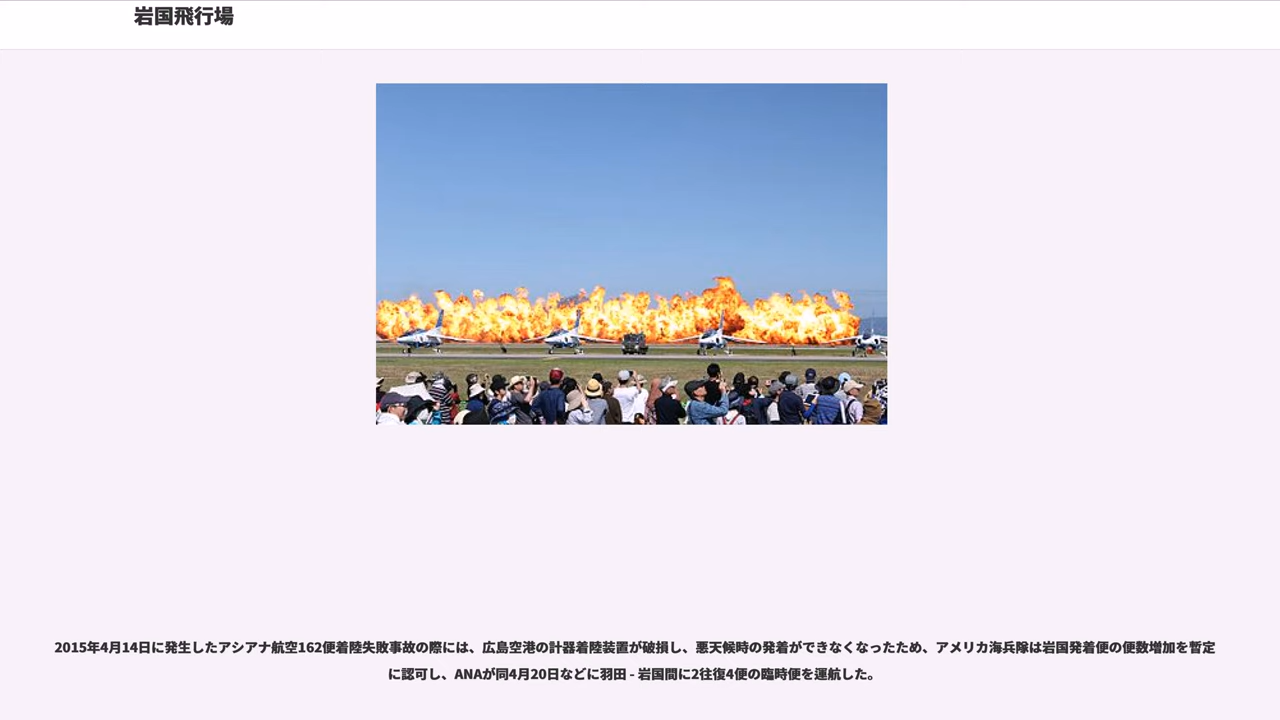 岩国飛行場
2015年4月14日に発生したアシアナ航空162便着陸失敗事故の際には、広島空港の計器着陸装置が破損し、悪天候時の発着ができなくなったため、アメリカ海兵隊は岩国発着便の便数増加を暫定
に認可し、ANAが同4月20日などに羽田 - 岩国間に2往復4便の臨時便を運航した。